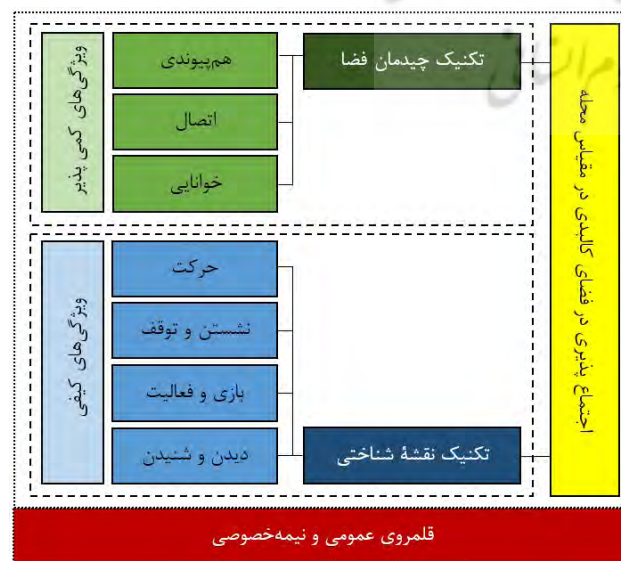 اجتماع پذیری در فضای کالبدی در مقیاس محله
تکنیک چیدمان فضا
هم‌پیوندی
اتصال
خوانایی
ویژگی‌های کمی پذیر
تکنیک نقشۀ شناختی
حرکت
نشستن و توقف
بازی و فعالیت
دیدن و شنیدن
ویژگی‌های کیفی
قلمروی عمومی و نیمه‌خصوصی